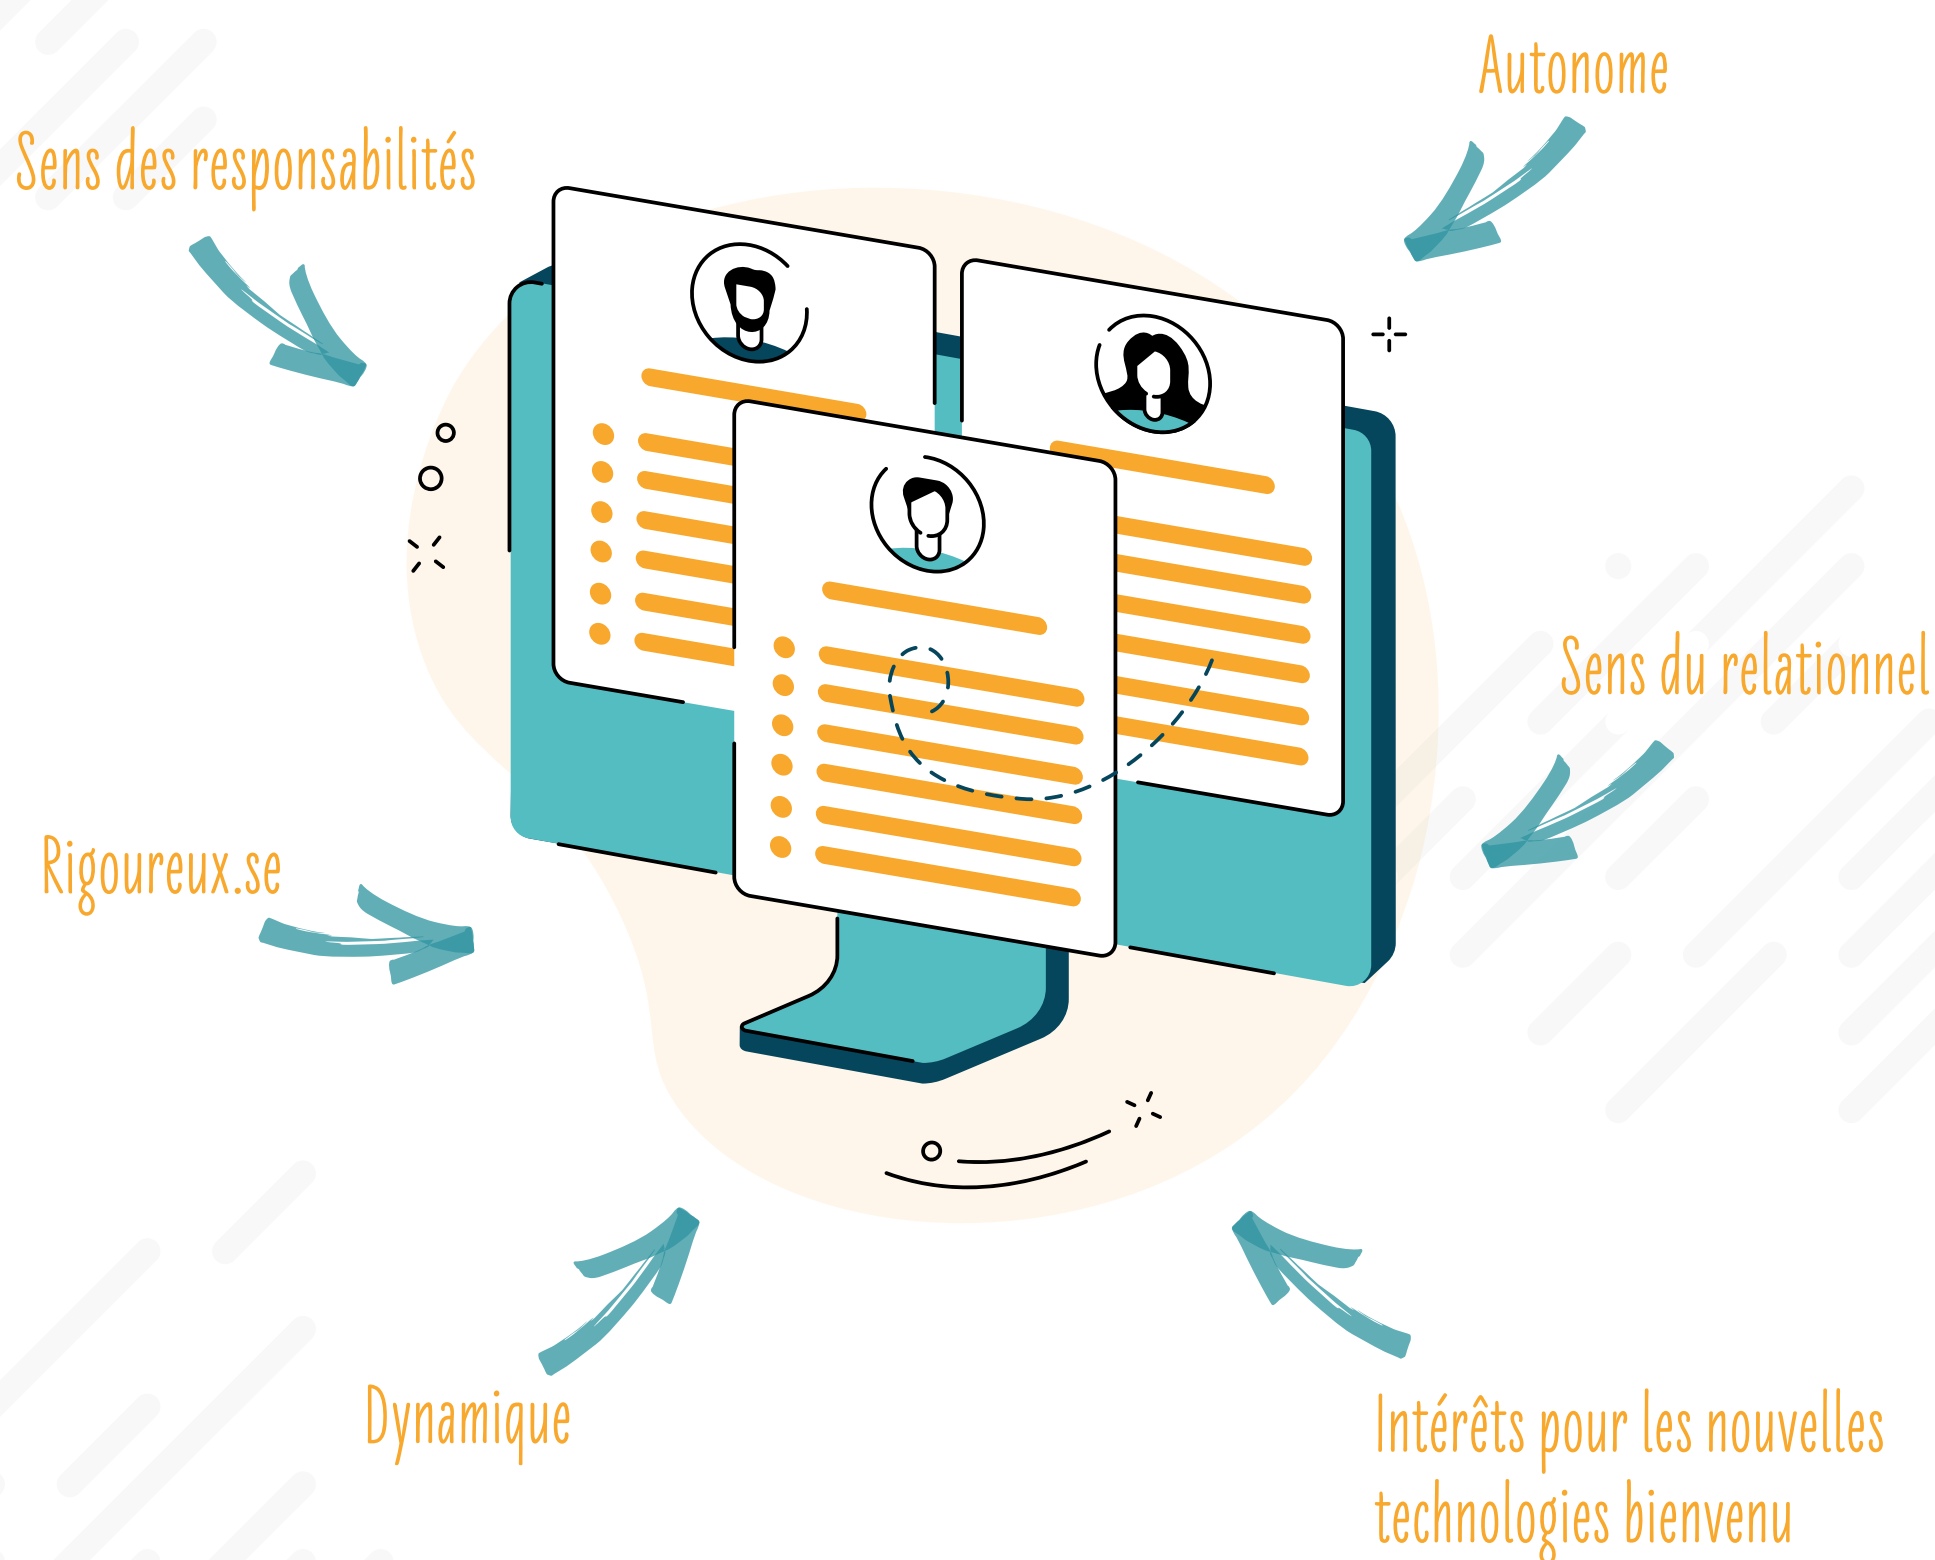 Autonome
Sens des responsabilités
Sens du relationnel
Rigoureux.se
Dynamique
Intérêts pour les nouvelles
technologies bienvenu